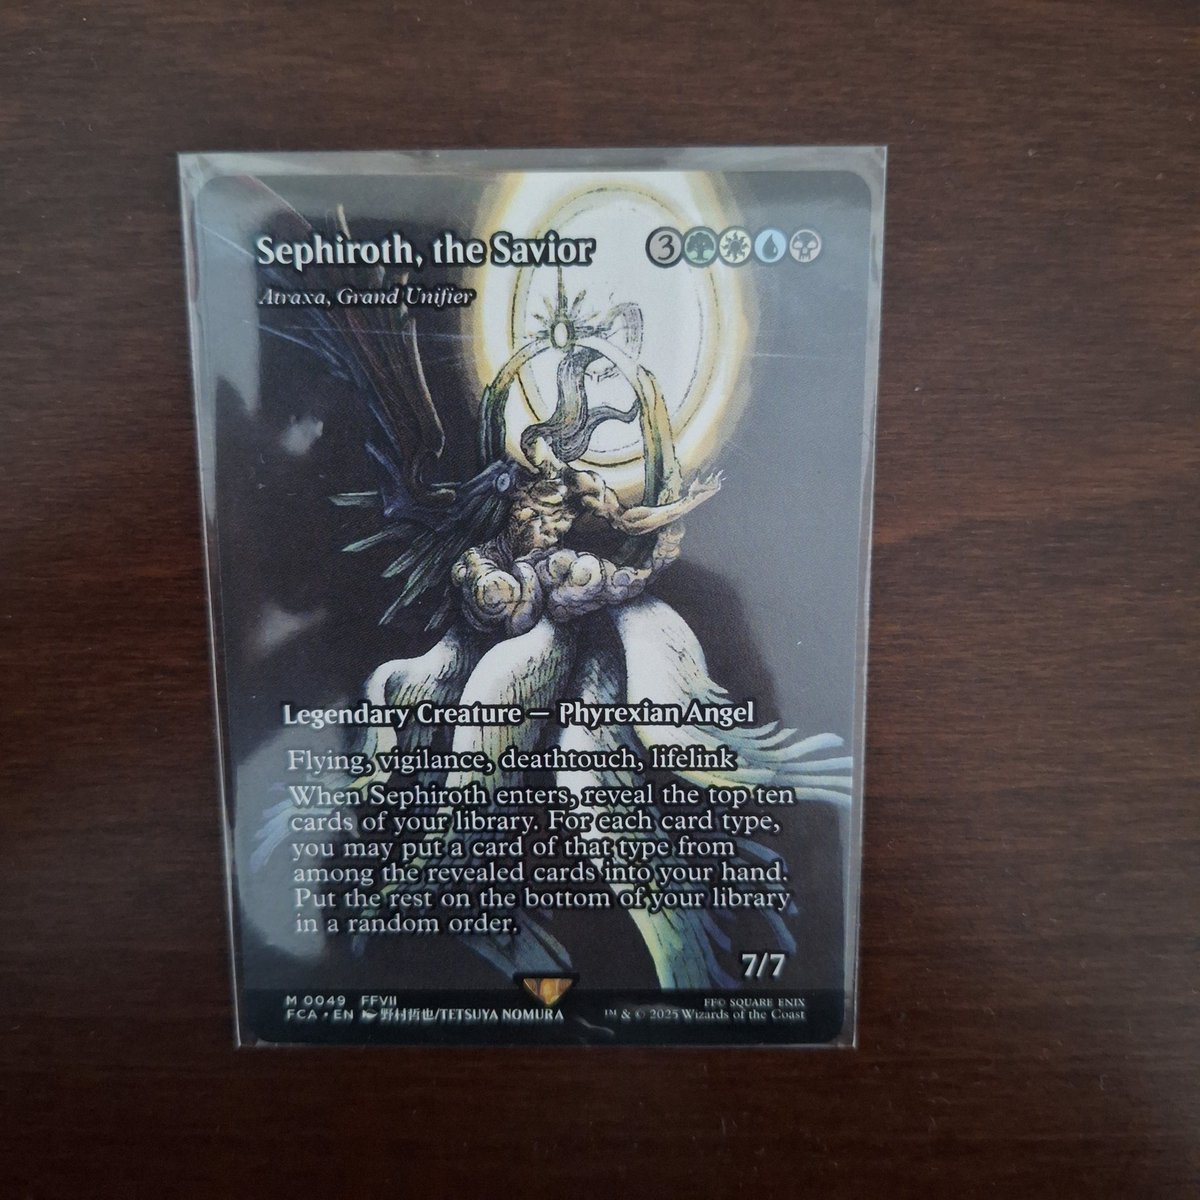 Sephiroth, the Savior 3
Atraxa, Grand Unifier
Legendary Creature — Phyrexian Angel
Flying, vigilance, deathtouch, lifelink
When Sephiroth enters, reveal the top ten
cards of your library. For each card type,
you may put a card of that type from
among the revealed cards into your hand.
Put the rest on the bottom of your library
in a random order.
7/7
M 0049 FFVII
FCA • EN 野村哲也/TETSUYA NOMURA
FF© SQUARE ENIX
™ & © 2025 Wizards of the Coast